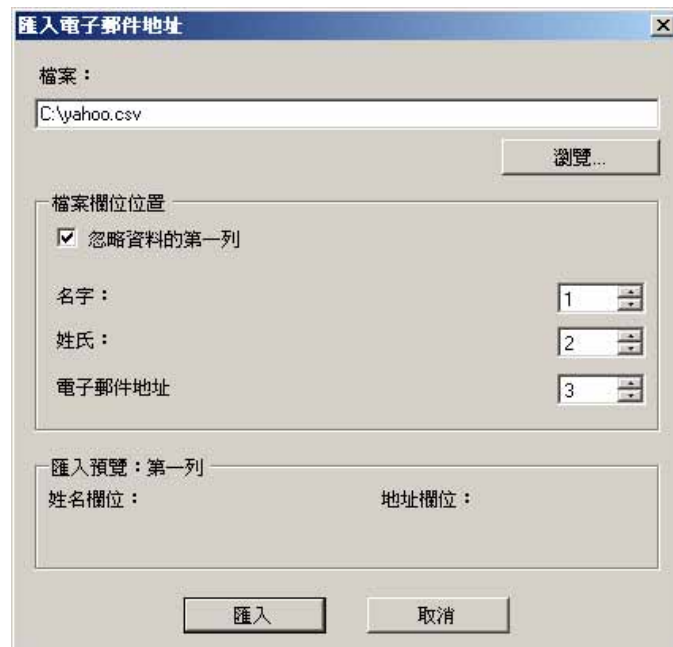 匯入電子郵件地址
檔案：
C:\yahoo.csv
瀏覽...
檔案欄位位置
忽略資料的第一列
名字： 1
姓氏： 2
電子郵件地址 3
匯入預覽：第一列
姓名欄位： 地址欄位：
匯入 取消